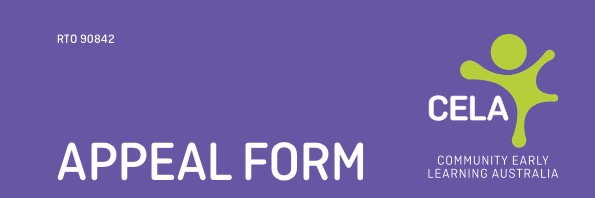 RTO 90842
CELA
COMMUNITY EARLY
LEARNING AUSTRALIA
APPEAL FORM